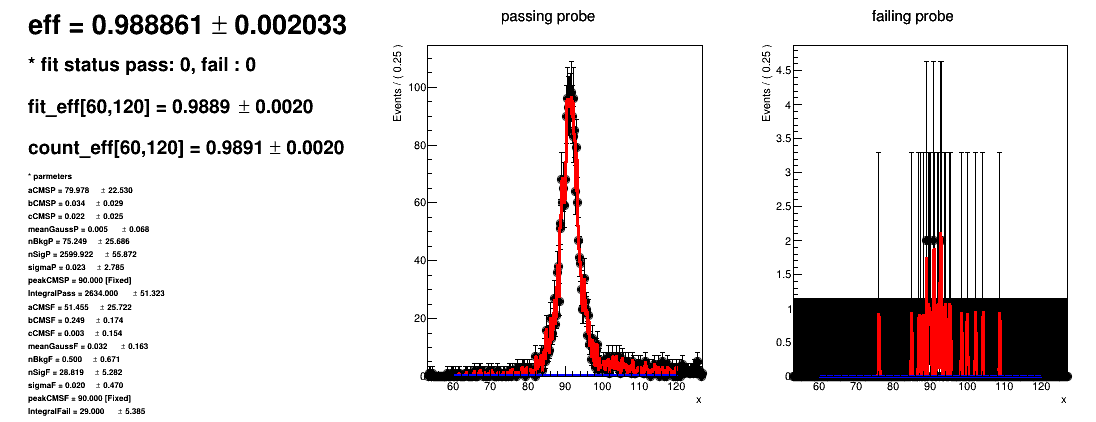 eff = 0.988861 ± 0.002033
* fit status pass: 0, fail : 0
fit_eff[60,120] = 0.9889 ± 0.0020
count_eff[60,120] = 0.9891 ± 0.0020
* parmeters
aCMSP = 79.978 ± 22.530
bCMSP = 0.034 ± 0.029
cCMSP = 0.022 ± 0.025
meanGaussP = 0.005 ± 0.068
nBkgP = 75.249 ± 25.686
nSigP = 2599.922 ± 55.872
sigmaP = 0.023 ± 2.785
peakCMSP = 90.000 [Fixed]
IntegralPass = 2634.000 ± 51.323
aCMSF = 51.455 ± 25.722
bCMSF = 0.249 ± 0.174
cCMSF = 0.003 ± 0.154
meanGaussF = 0.032 ± 0.163
nBkgF = 0.500 ± 0.671
nSigF = 28.819 ± 5.282
sigmaF = 0.020 ± 0.470
peakCMSF = 90.000 [Fixed]
IntegralFail = 29.000 ± 5.385
passing probe
Events / ( 0.25 )
100
80
60
40
20
0
60 70 80 90 100 110 120
x
failing probe
Events / ( 0.25 )
4.5
4
3.5
3
2.5
2
1.5
1
0.5
0
60 70 80 90 100 110 120
x